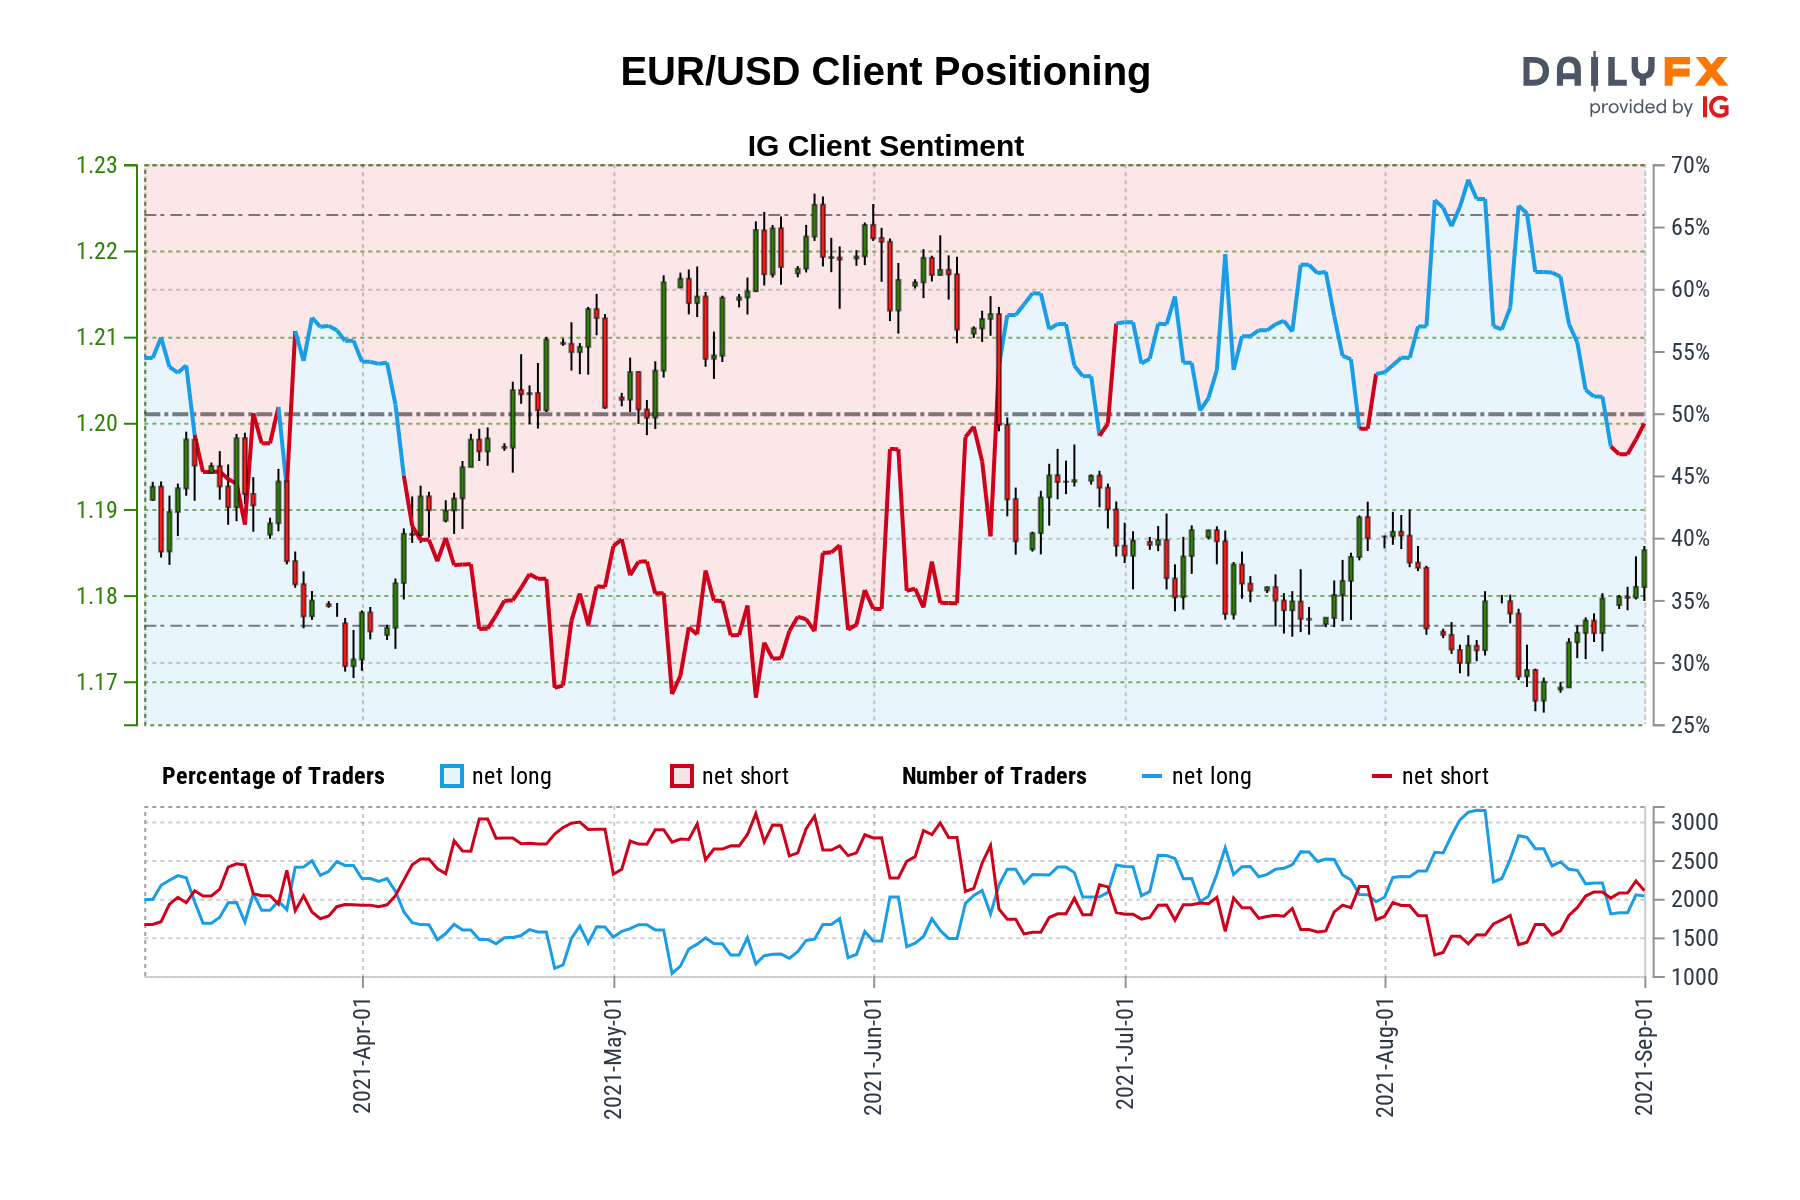 EUR/USD Client Positioning
DAILYFX
provided by IG
IG Client Sentiment
1.23
1.22
1.21
1.20
1.19
1.18
1.17
70%
65%
60%
55%
50%
45%
40%
35%
30%
25%
Percentage of Traders net long net short Number of Traders net long net short
3000
2500
2000
1500
1000
2021-Apr-01
2021-May-01
2021-Jun-01
2021-Jul-01
2021-Aug-01
2021-Sep-01